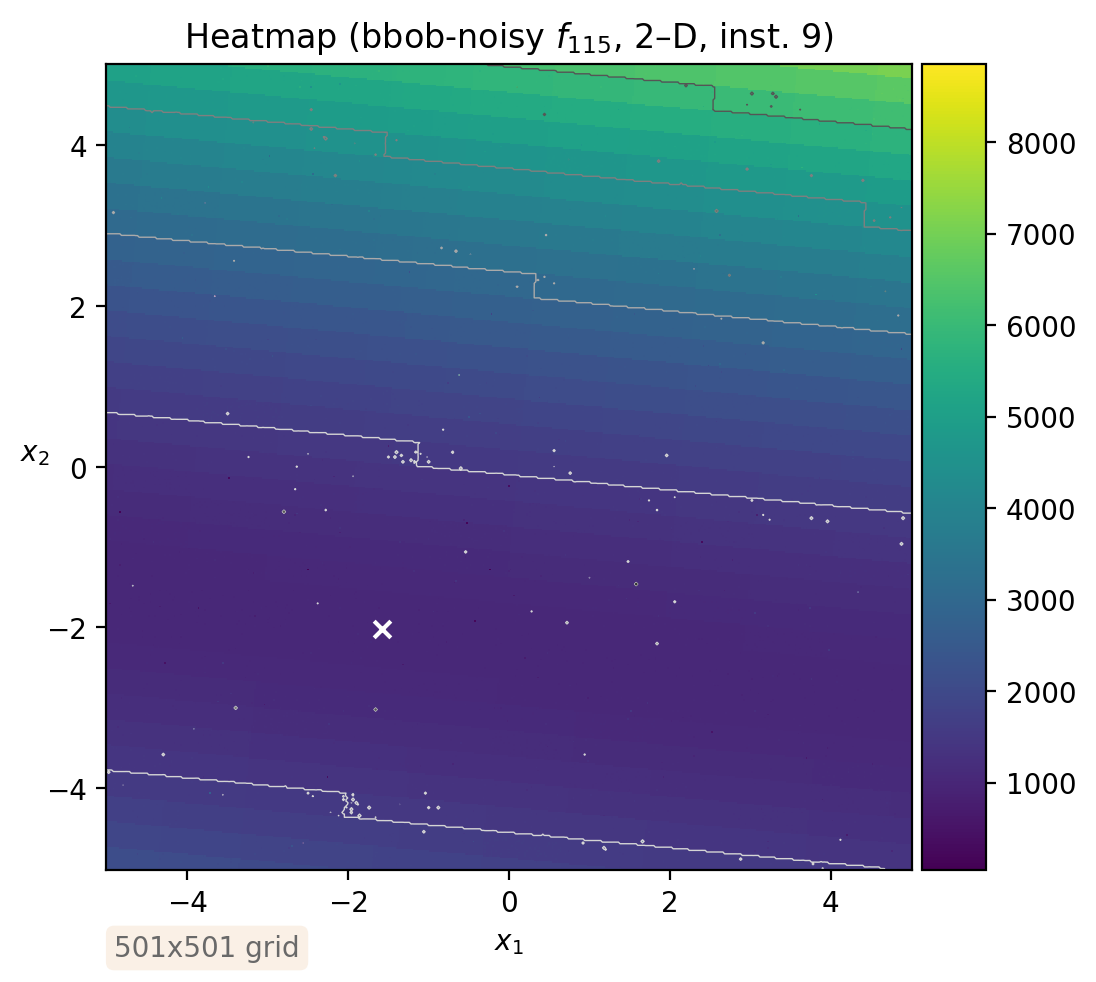 Heatmap (bbob-noisy f₁₁₅, 2–D, inst. 9)
x₂
4
2
0
−2
−4
−4 −2 0 2 4
x₁
8000
7000
6000
5000
4000
3000
2000
1000
501x501 grid